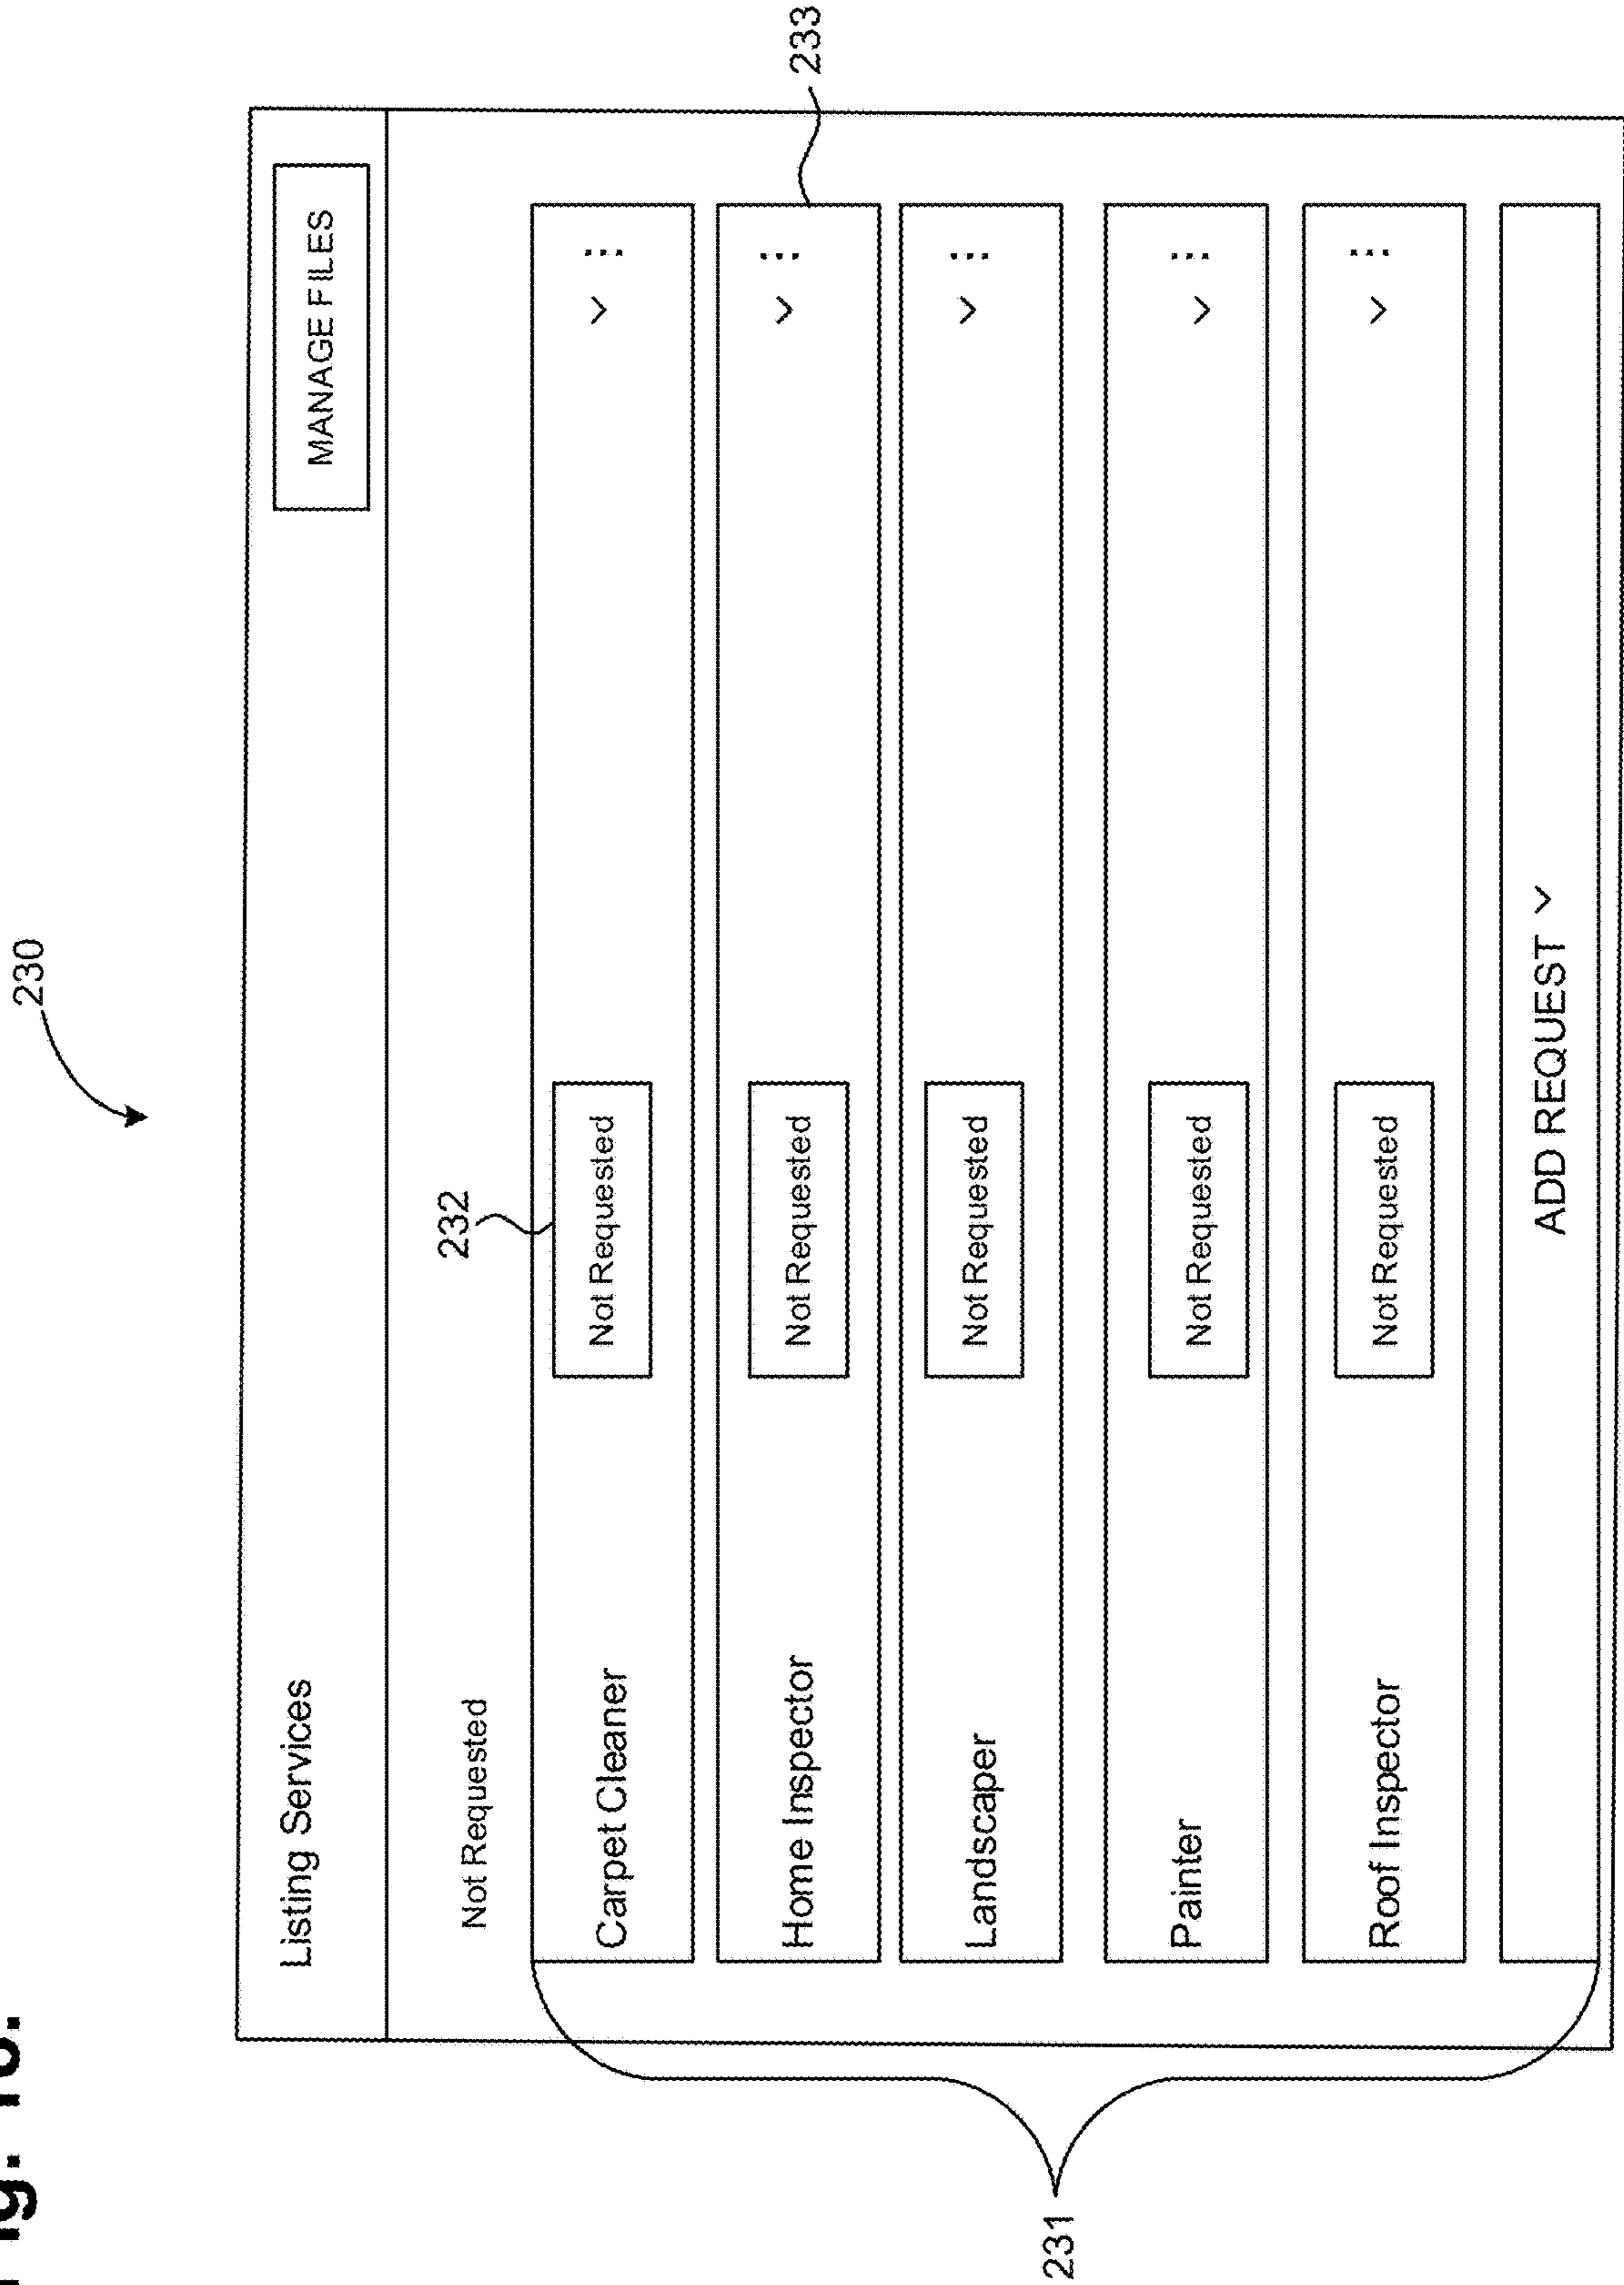 230
Listing Services
MANAGE FILES
Not Requested
232
Carpet Cleaner
Not Requested
Home Inspector
Not Requested
233
Landscaper
Not Requested
Painter
Not Requested
Roof Inspector
Not Requested
ADD REQUEST
231